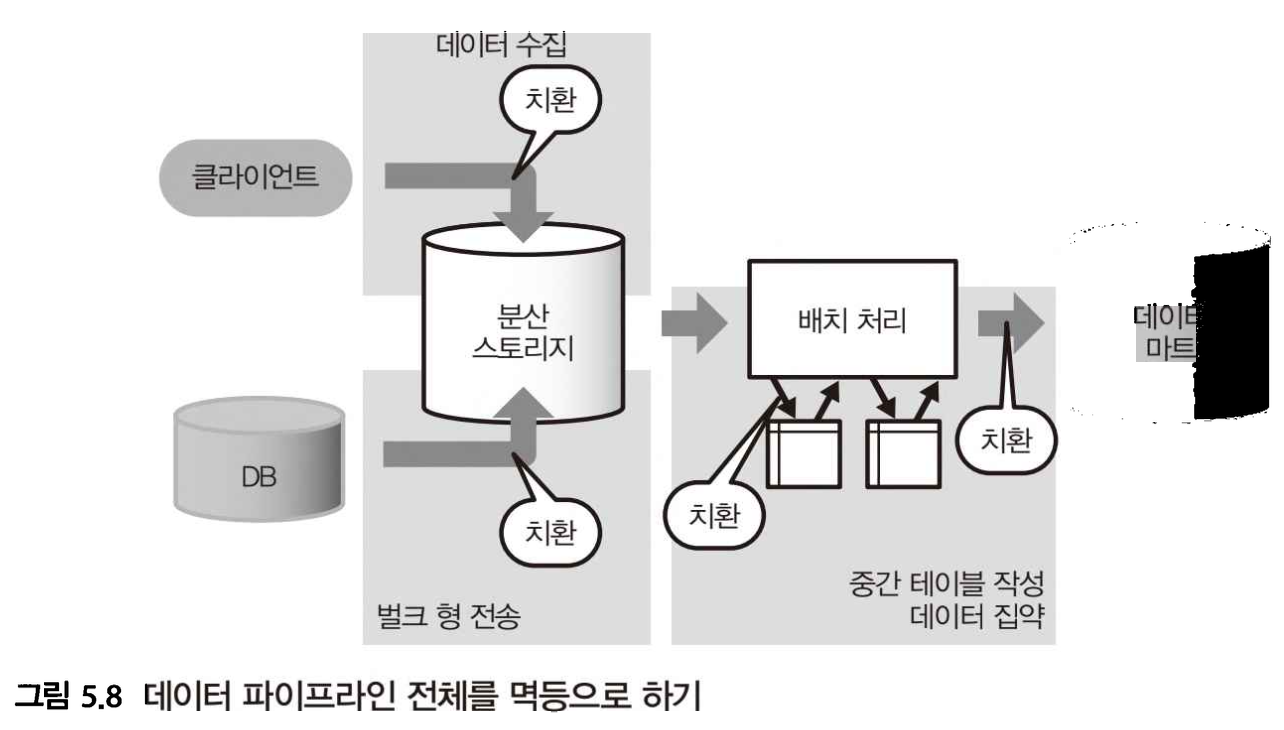 데이터 수집
치환
클라이언트
분산
스토리지
배치 처리
데이터
마트
치환
치환
DB
치환
중간 테이블 작성
데이터 집약
벌크 형 전송
그림 5.8 데이터 파이프라인 전체를 멱등으로 하기